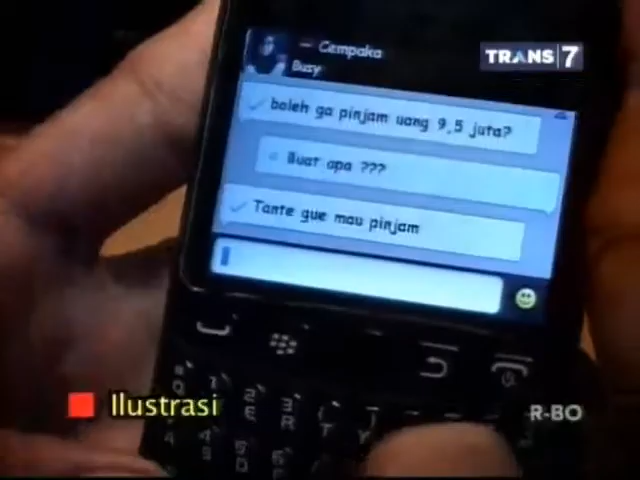 Cempaka
Busy
TRANS|7
boleh ga pinjam uang 9,5 juta?
Buat apa ???
Tante gue mau pinjam
Ilustrasi
R-BO